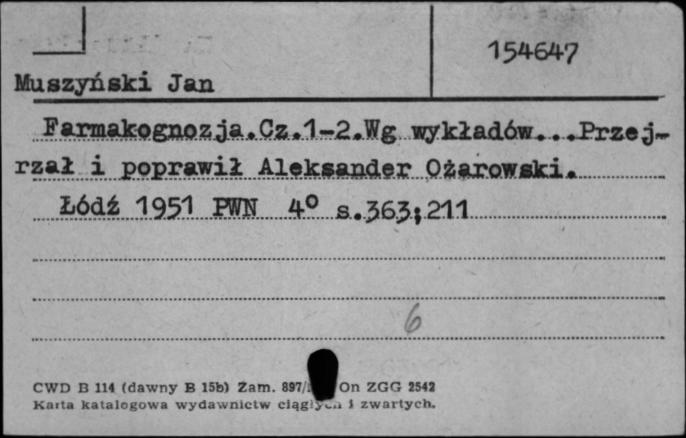 154647
Muszyński Jan
Farmakognozja.Cz.1-2.Wg wykładów...Przej-
rzał i poprawił Aleksander Ożarowski.
Łódź 1951 PWN 4° s.363;211
6
CWD B 114 (dawny B 15b) Zam. 897/ On ZGG 2542
Karta katalogowa wydawnictw ciągłych i zwartych.